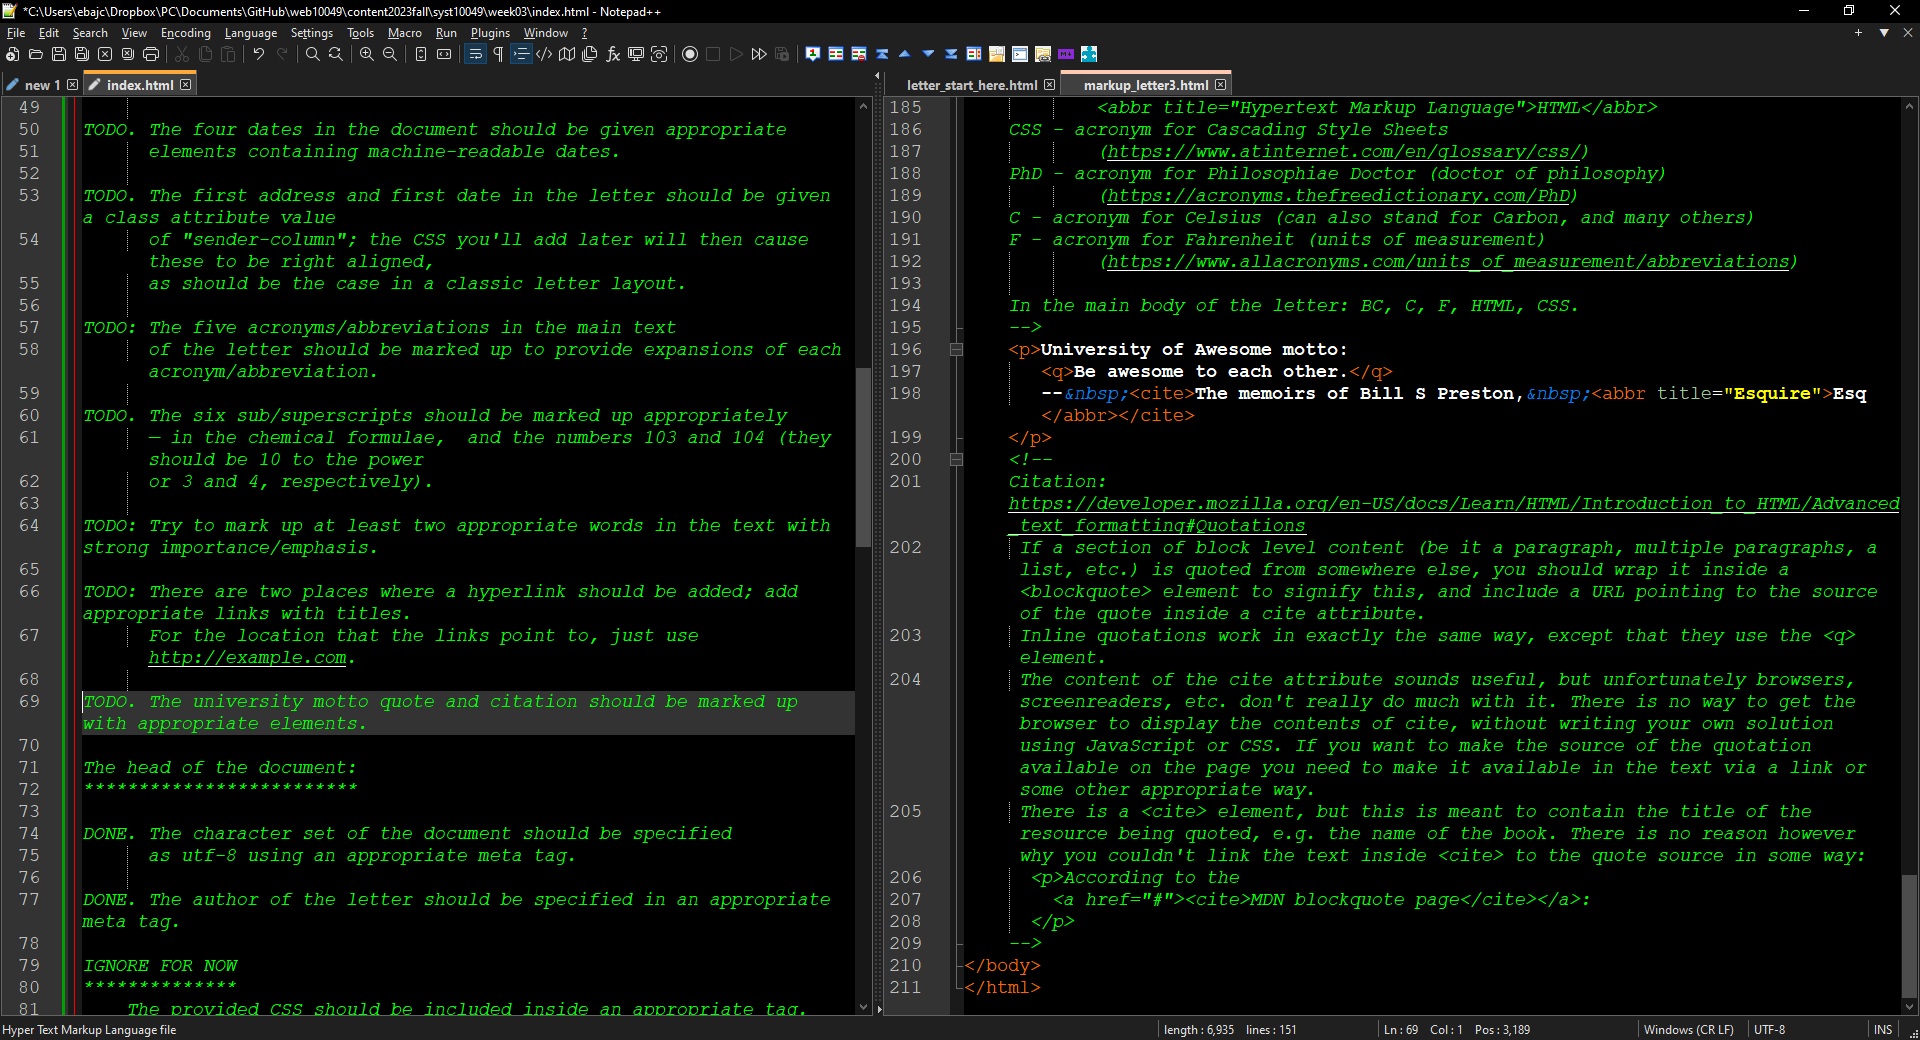 *C:\Users\ebajc\Dropbox\PC\Documents\GitHub\web10049\content2023fall\syst10049\week03\index.html - Notepad++
File Edit Search View Encoding Language Settings Tools Macro Run Plugins Window ?
new 1 index.html
49
50 TODO. The four dates in the document should be given appropriate
51 elements containing machine-readable dates.
52
53 TODO. The first address and first date in the letter should be given
a class attribute value
54 of "sender-column"; the CSS you'll add later will then cause
these to be right aligned,
55 as should be the case in a classic letter layout.
56
57 TODO: The five acronyms/abbreviations in the main text
58 of the letter should be marked up to provide expansions of each
acronym/abbreviation.
59
60 TODO. The six sub/superscripts should be marked up appropriately
61 — in the chemical formulae,  and the numbers 103 and 104 (they
should be 10 to the power
62 or 3 and 4, respectively).
63
64 TODO: Try to mark up at least two appropriate words in the text with
strong importance/emphasis.
65
66 TODO: There are two places where a hyperlink should be added; add
appropriate links with titles.
67 For the location that the links point to, just use
http://example.com.
68
69 TODO. The university motto quote and citation should be marked up
with appropriate elements.
70
71 The head of the document:
72 *************************
73
74 DONE. The character set of the document should be specified
75 as utf-8 using an appropriate meta tag.
76
77 DONE. The author of the letter should be specified in an appropriate
meta tag.
78
79 IGNORE FOR NOW
80 **************
81 The provided CSS should be included inside an appropriate tag.
letter_start_here.html markup_letter3.html
185 <abbr title="Hypertext Markup Language">HTML</abbr>
186 CSS - acronym for Cascading Style Sheets
187 (https://www.atinternet.com/en/glossary/css/)
188 PhD - acronym for Philosophiae Doctor (doctor of philosophy)
189 (https://acronyms.thefreedictionary.com/PhD)
190 C - acronym for Celsius (can also stand for Carbon, and many others)
191 F - acronym for Fahrenheit (units of measurement)
192 (https://www.allacronyms.com/units_of_measurement/abbreviations)
193
194 In the main body of the letter: BC, C, F, HTML, CSS.
195 -->
196 <p>University of Awesome motto:
197 <q>Be awesome to each other.</q>
198 --&nbsp;<cite>The memoirs of Bill S Preston,&nbsp;<abbr title="Esquire">Esq
</abbr></cite>
199 </p>
200 <!--
201 Citation:
https://developer.mozilla.org/en-US/docs/Learn/HTML/Introduction_to_HTML/Advanced
_text_formatting#Quotations
202 If a section of block level content (be it a paragraph, multiple paragraphs, a
list, etc.) is quoted from somewhere else, you should wrap it inside a
<blockquote> element to signify this, and include a URL pointing to the source
of the quote inside a cite attribute.
203 Inline quotations work in exactly the same way, except that they use the <q>
element.
204 The content of the cite attribute sounds useful, but unfortunately browsers,
screenreaders, etc. don't really do much with it. There is no way to get the
browser to display the contents of cite, without writing your own solution
using JavaScript or CSS. If you want to make the source of the quotation
available on the page you need to make it available in the text via a link or
some other appropriate way.
205 There is a <cite> element, but this is meant to contain the title of the
resource being quoted, e.g. the name of the book. There is no reason however
why you couldn't link the text inside <cite> to the quote source in some way:
206 <p>According to the
207 <a href="#"><cite>MDN blockquote page</cite></a>:
208 </p>
209 -->
210 </body>
211 </html>
Hyper Text Markup Language file length : 6,935 lines : 151 Ln : 69 Col : 1 Pos : 3,189 Windows (CR LF) UTF-8 INS